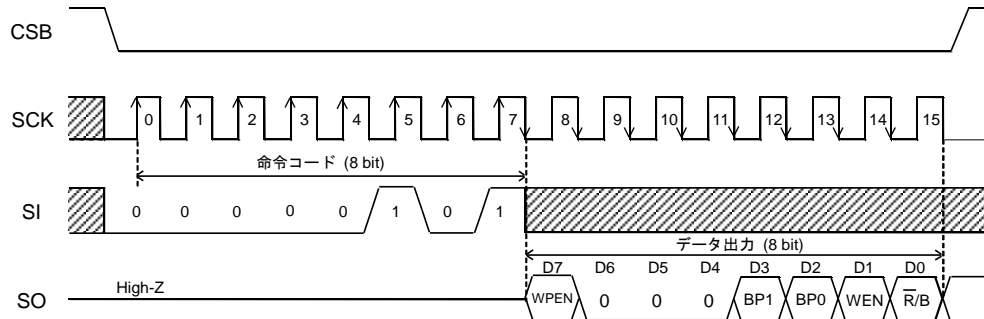 CSB
SCK
0 1 2 3 4 5 6 7 8 9 10 11 12 13 14 15
命令コード (8 bit)
SI
0 0 0 0 0 1 0 1
データ出力 (8 bit)
D7 D6 D5 D4 D3 D2 D1 D0
SO
High-Z
WPEN 0 0 0 BP1 BP0 WEN R̅/B